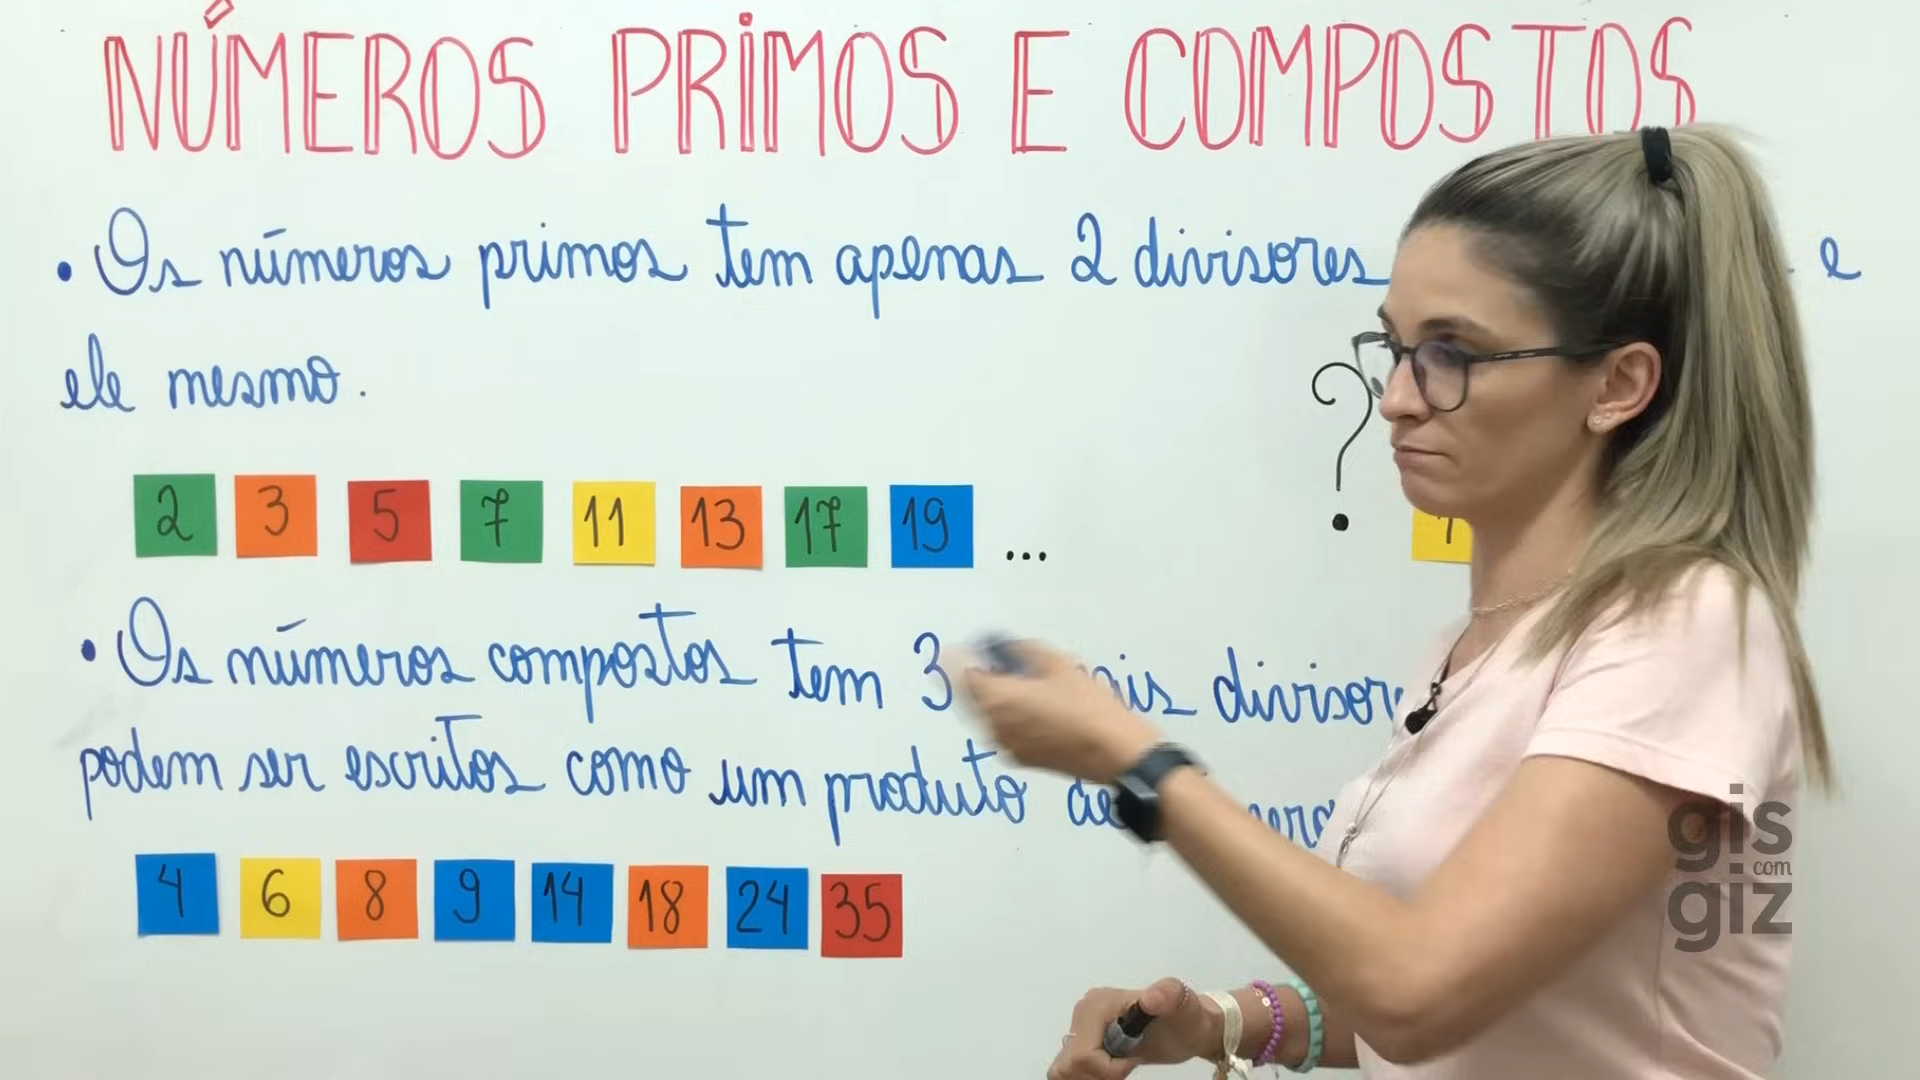 NÚMEROS PRIMOS E COMPOSTOS
• Os números primos tem apenas 2 divisores e
ele mesmo.
?
2 3 5 7 11 13 17 19 ...
• Os números compostos tem 3
podem ser escritos como um produto
4 6 8 9 14 18 24 35
gis
com
giz